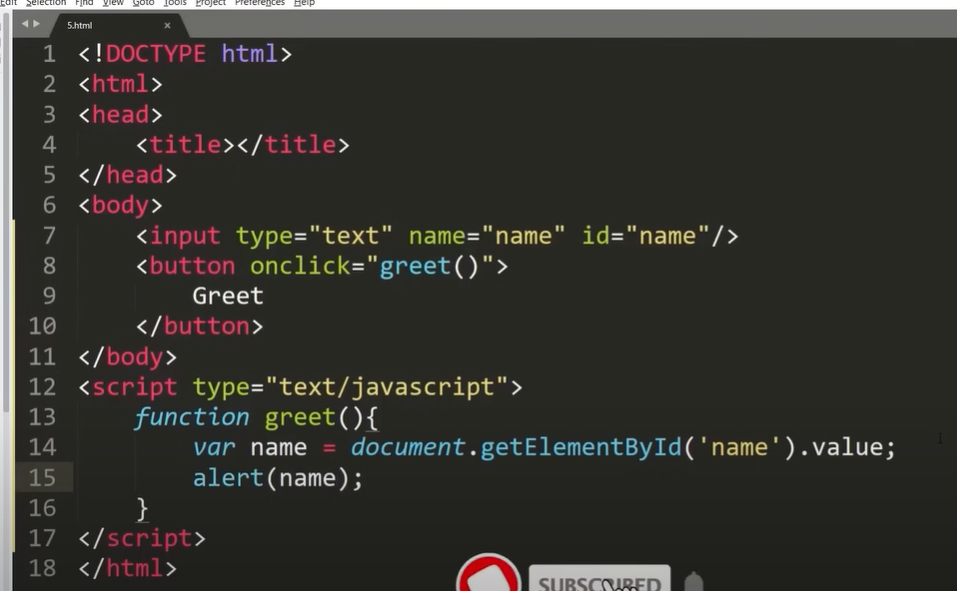 Edit Selection Find View Goto Tools Project Preferences Help
5.html ×
1 <!DOCTYPE html>
2 <html>
3 <head>
4     <title></title>
5 </head>
6 <body>
7     <input type="text" name="name" id="name"/>
8     <button onclick="greet()">
9         Greet
10     </button>
11 </body>
12 <script type="text/javascript">
13     function greet(){
14         var name = document.getElementById('name').value;
15         alert(name);
16     }
17 </script>
18 </html>
SUBSCRIBED